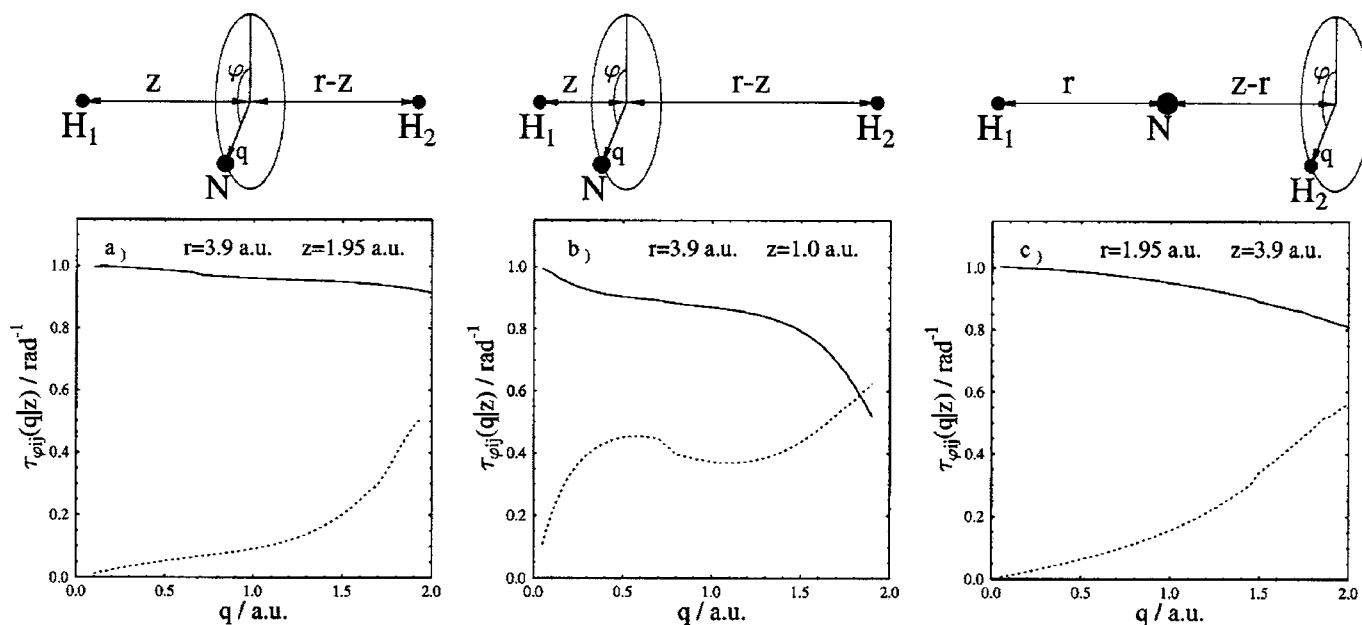 z r-z
φ
H₁ H₂
q
N
z r-z
φ
H₁ H₂
q
N
r z-r
φ
H₁ N
q
H₂
a) r=3.9 a.u. z=1.95 a.u.
τφij(q|z) / rad⁻¹
1.0
0.8
0.6
0.4
0.2
0.0
0.0 0.5 1.0 1.5 2.0
q / a.u.
b) r=3.9 a.u. z=1.0 a.u.
τφij(q|z) / rad⁻¹
1.0
0.8
0.6
0.4
0.2
0.0
0.0 0.5 1.0 1.5 2.0
q / a.u.
c) r=1.95 a.u. z=3.9 a.u.
τφij(q|z) / rad⁻¹
1.0
0.8
0.6
0.4
0.2
0.0
0.0 0.5 1.0 1.5 2.0
q / a.u.